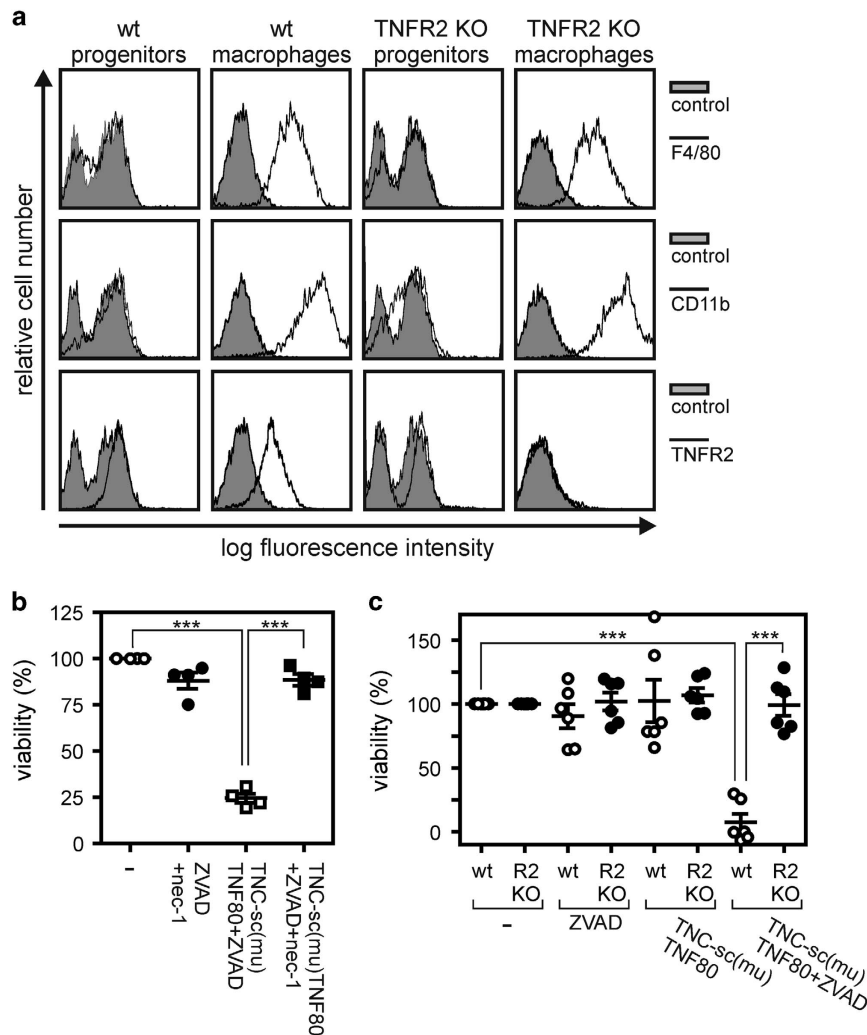 a
wt
progenitors
wt
macrophages
TNFR2 KO
progenitors
TNFR2 KO
macrophages
relative cell number
control
F4/80
control
CD11b
control
TNFR2
log fluorescence intensity
b
viability (%)
125
100
75
50
25
0
***
***
-
ZVAD
+nec-1
TNC-sc(mu)
TNF80+ZVAD
TNC-sc(mu)TNF80
+ZVAD+nec-1
c
viability (%)
150
100
50
0
***
***
wt
R2
KO
wt
R2
KO
wt
R2
KO
wt
R2
KO
-
ZVAD
TNC-sc(mu)
TNF80
TNC-sc(mu)
TNF80+ZVAD